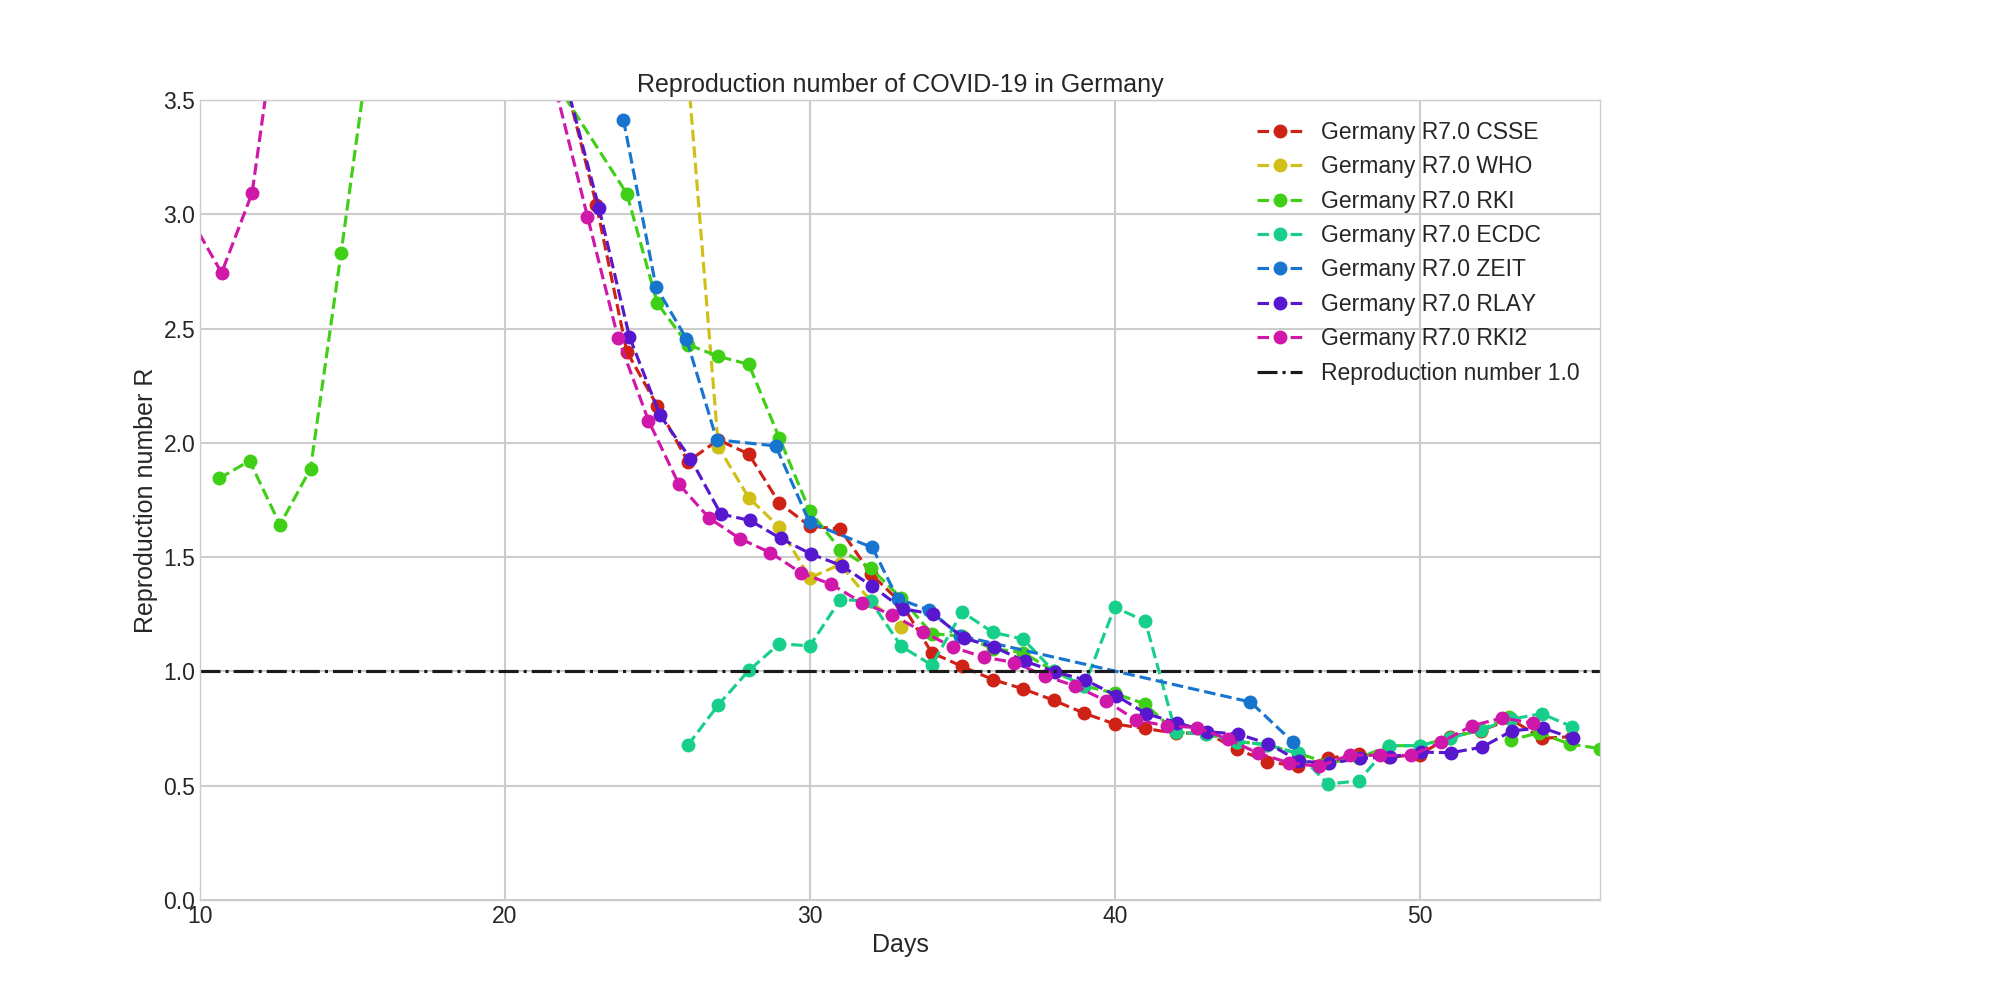 Reproduction number of COVID-19 in Germany
Reproduction number R
3.5
3.0
2.5
2.0
1.5
1.0
0.5
0.0
Germany R7.0 CSSE
Germany R7.0 WHO
Germany R7.0 RKI
Germany R7.0 ECDC
Germany R7.0 ZEIT
Germany R7.0 RLAY
Germany R7.0 RKI2
Reproduction number 1.0
10 20 30 40 50
Days